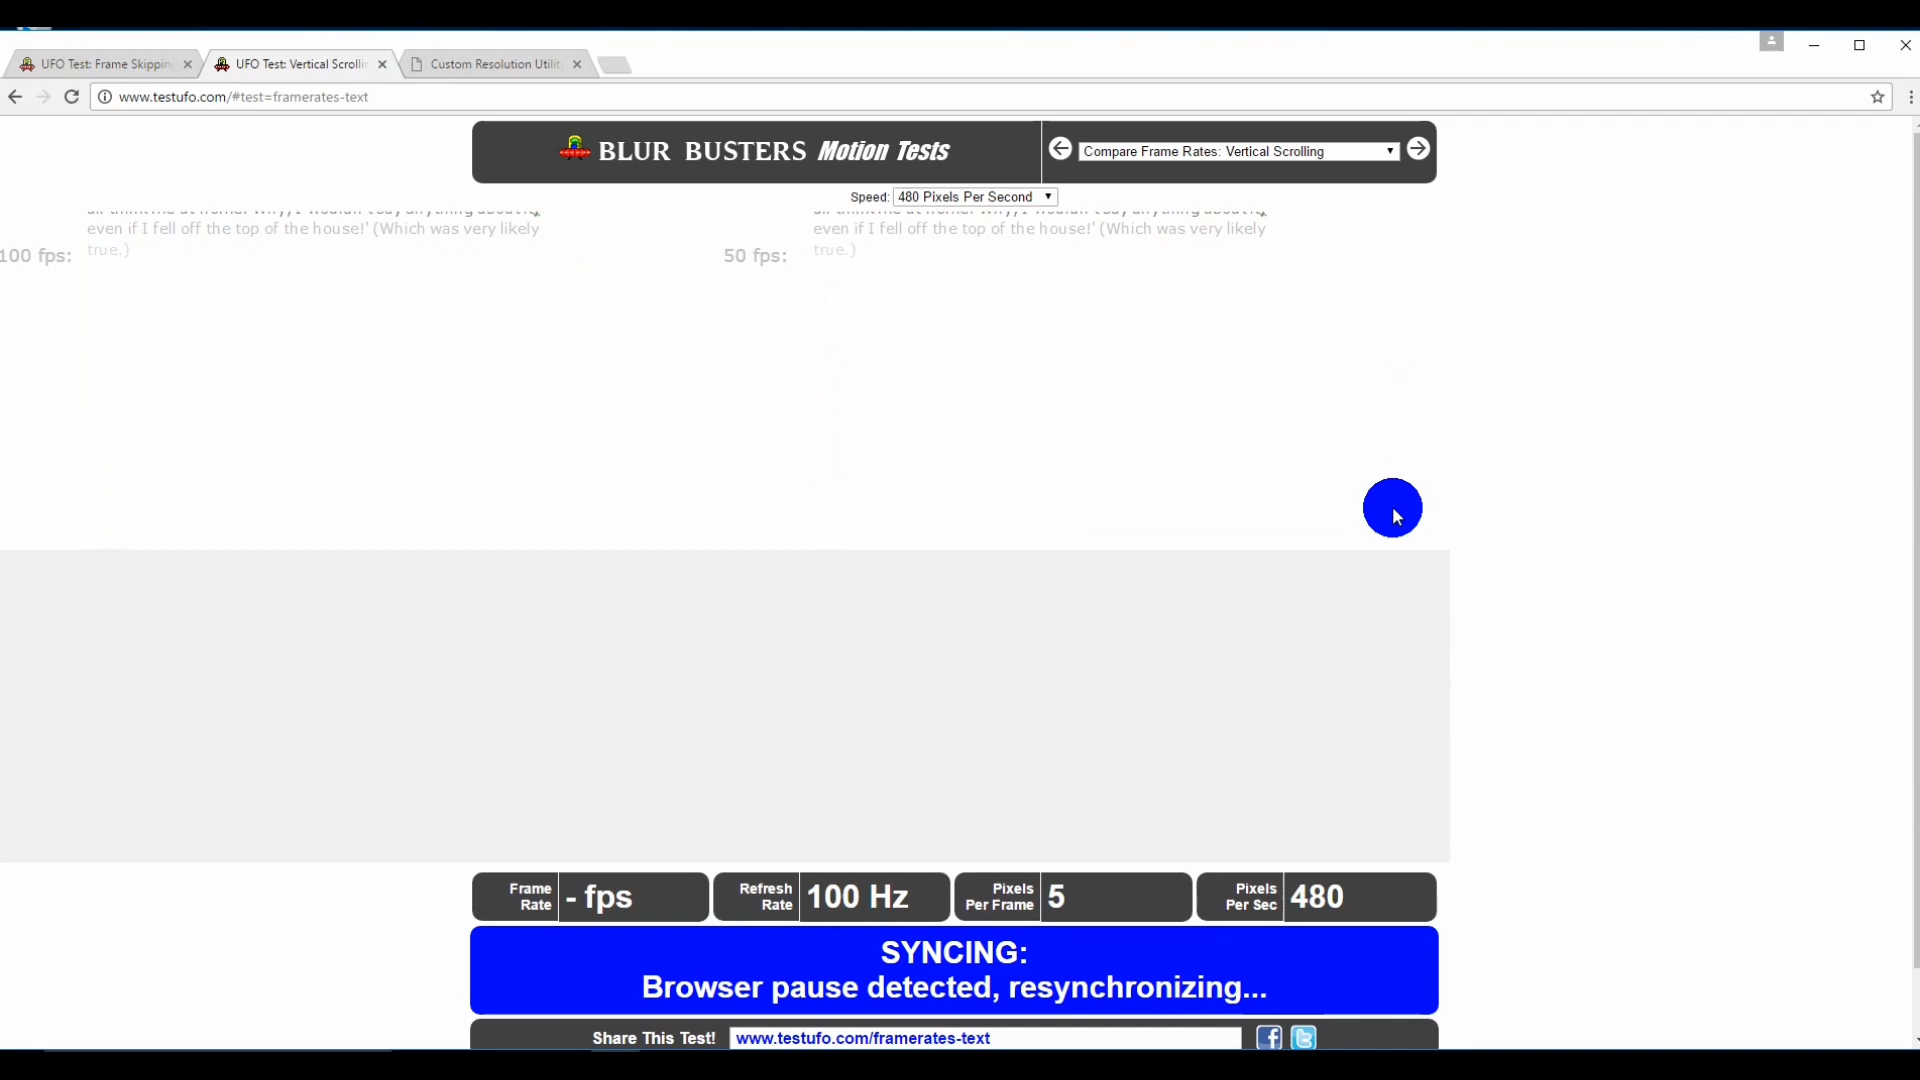 UFO Test: Frame Skippin
UFO Test: Vertical Scrollin
Custom Resolution Utilit
www.testufo.com/#test=framerates-text
BLUR BUSTERS Motion Tests
Compare Frame Rates: Vertical Scrolling
Speed: 480 Pixels Per Second
even if I fell off the top of the house!' (Which was very likely
true.)
100 fps:
even if I fell off the top of the house!' (Which was very likely
true.)
50 fps:
Frame Rate - fps
Refresh Rate 100 Hz
Pixels Per Frame 5
Pixels Per Sec 480
SYNCING:
Browser pause detected, resynchronizing...
Share This Test! www.testufo.com/framerates-text